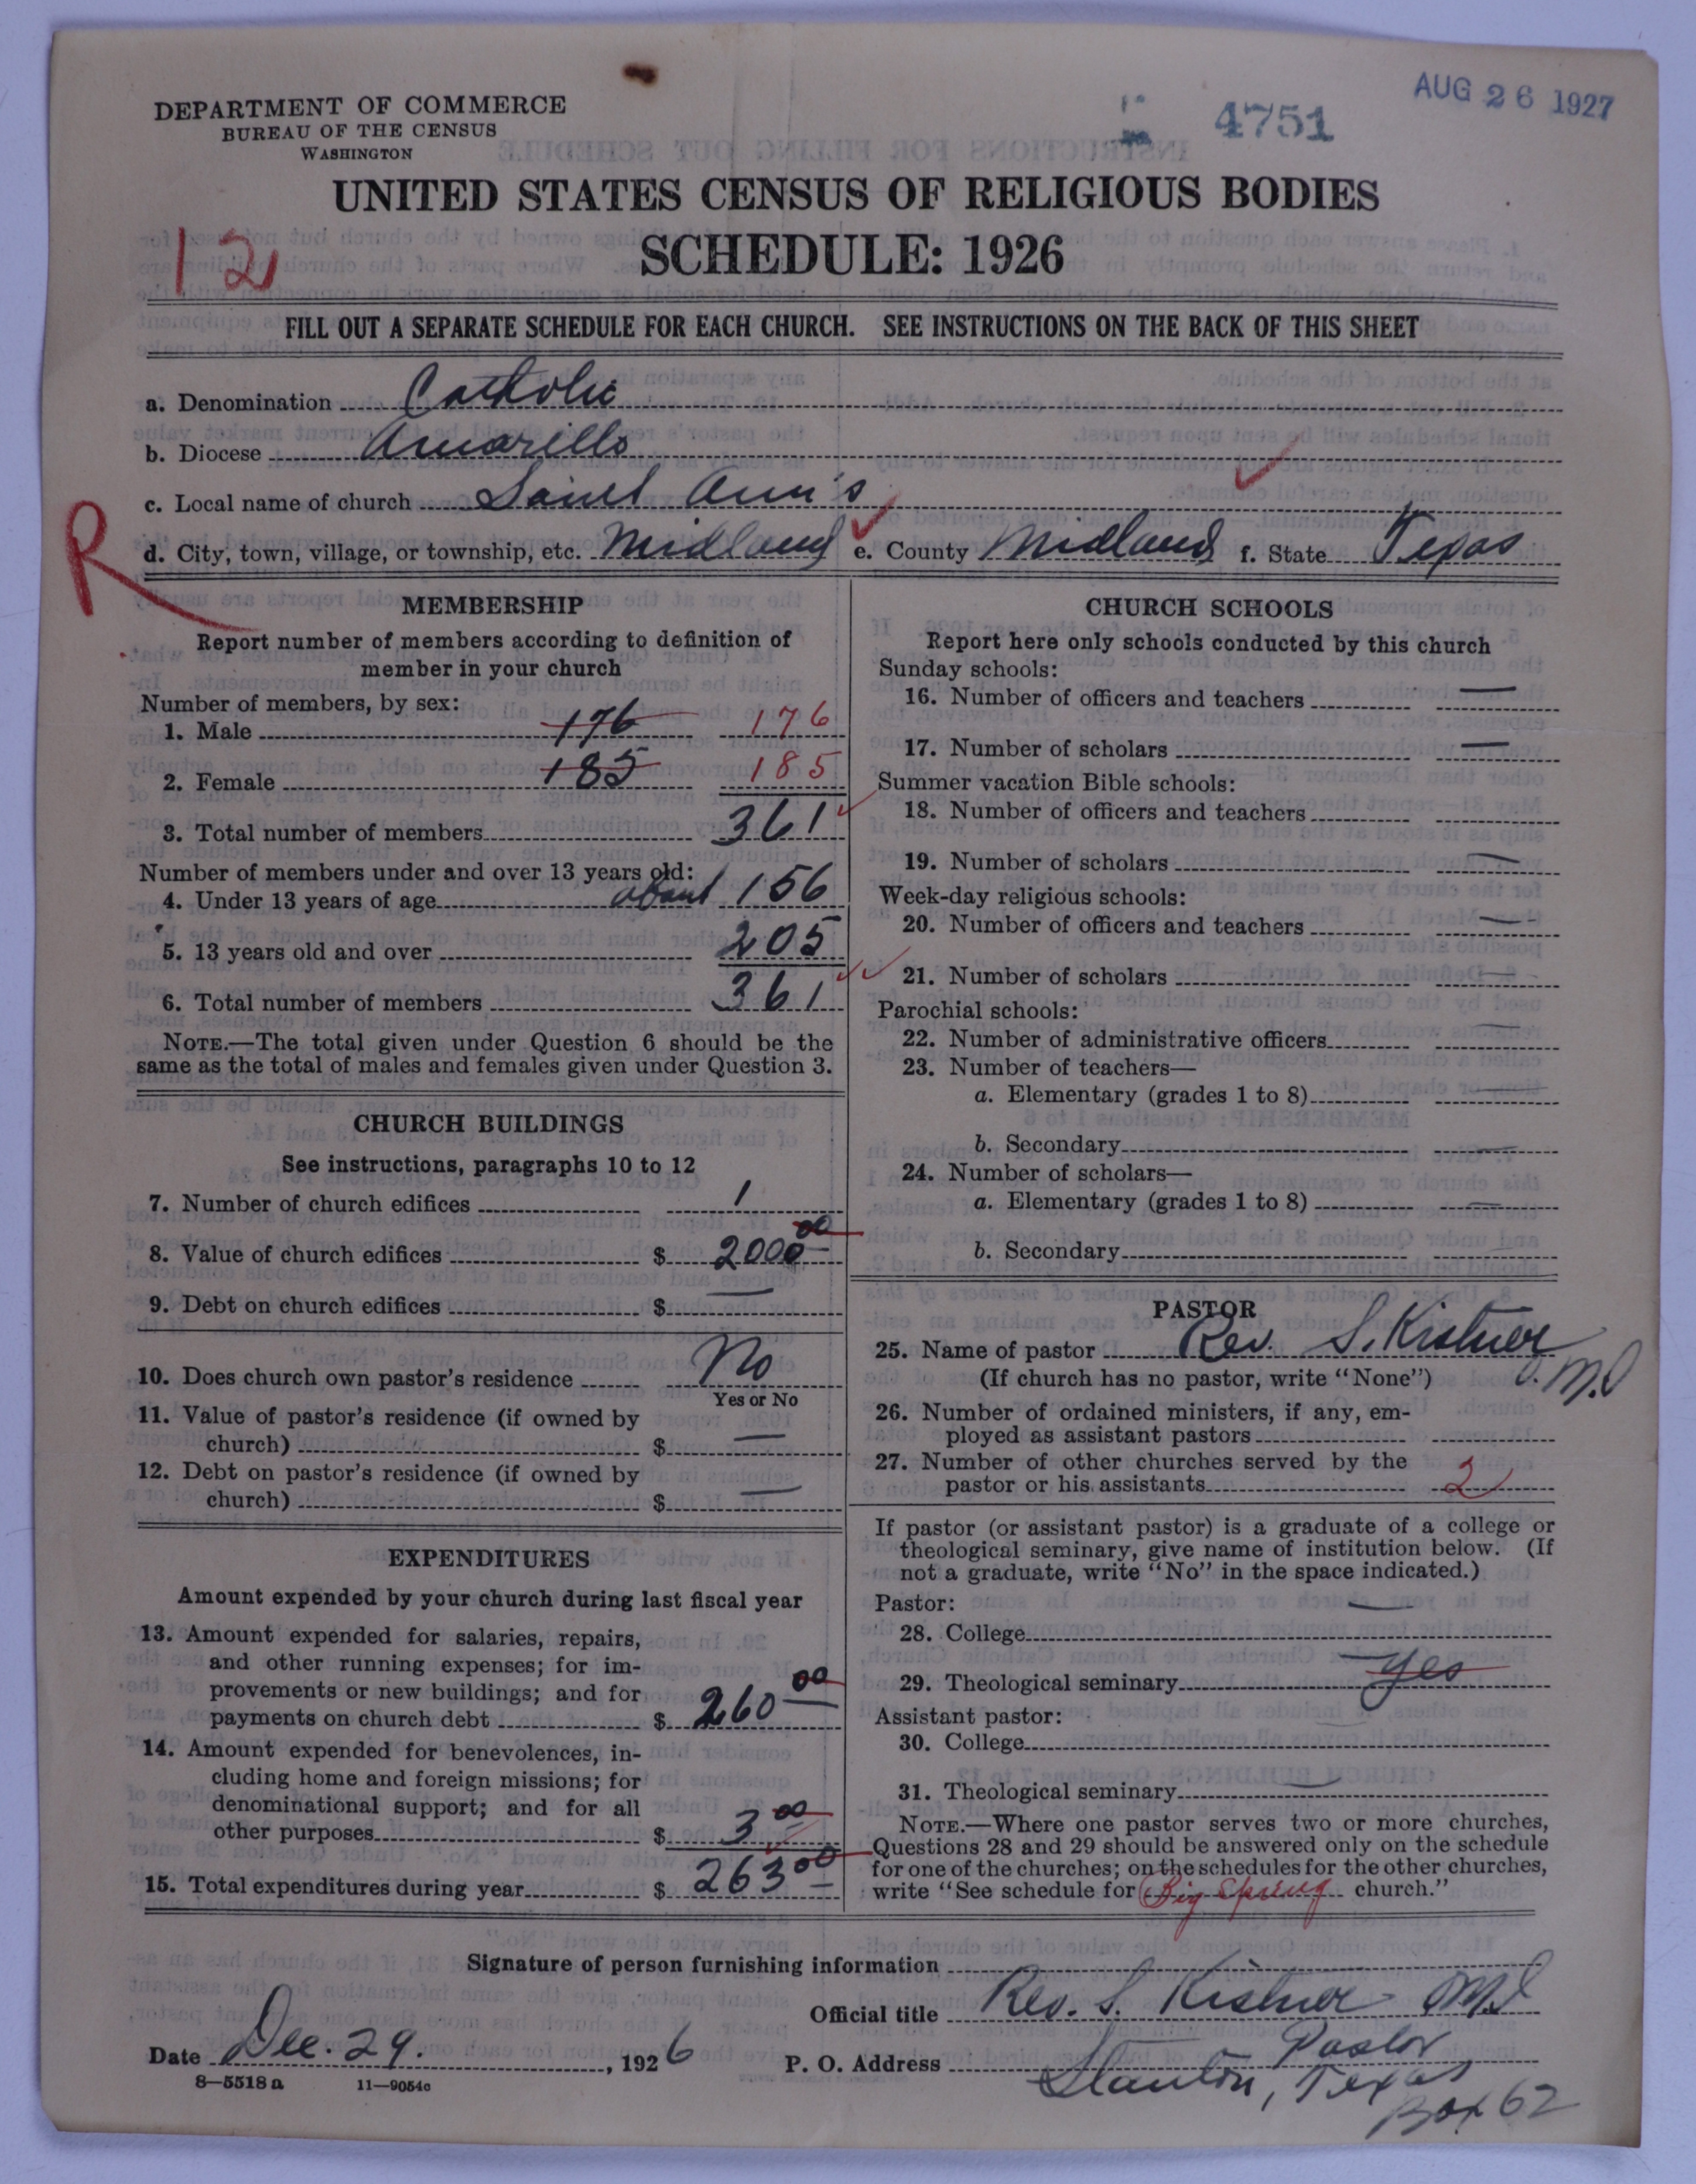 DEPARTMENT OF COMMERCE
BUREAU OF THE CENSUS
WASHINGTON
4751
AUG 26 1927
UNITED STATES CENSUS OF RELIGIOUS BODIES
SCHEDULE: 1926
12
FILL OUT A SEPARATE SCHEDULE FOR EACH CHURCH. SEE INSTRUCTIONS ON THE BACK OF THIS SHEET
a. Denomination Catholic
b. Diocese Amarillo
c. Local name of church Saint Ann's
R
d. City, town, village, or township, etc. Midland e. County Midland f. State Texas
MEMBERSHIP
Report number of members according to definition of
member in your church
Number of members, by sex:
1. Male 176 176
2. Female 185 185
3. Total number of members 361
Number of members under and over 13 years old:
4. Under 13 years of age about 156
5. 13 years old and over 205
6. Total number of members 361
NOTE.—The total given under Question 6 should be the
same as the total of males and females given under Question 3.
CHURCH BUILDINGS
See instructions, paragraphs 10 to 12
7. Number of church edifices 1
8. Value of church edifices $ 2000 00
9. Debt on church edifices $ —
10. Does church own pastor's residence No
Yes or No
11. Value of pastor's residence (if owned by
church) $ —
12. Debt on pastor's residence (if owned by
church) $ —
EXPENDITURES
Amount expended by your church during last fiscal year
13. Amount expended for salaries, repairs,
and other running expenses; for im-
provements or new buildings; and for
payments on church debt $ 260 00
14. Amount expended for benevolences, in-
cluding home and foreign missions; for
denominational support; and for all
other purposes $ 3 00
15. Total expenditures during year $ 263 00
CHURCH SCHOOLS
Report here only schools conducted by this church
Sunday schools:
16. Number of officers and teachers —
17. Number of scholars —
Summer vacation Bible schools:
18. Number of officers and teachers —
19. Number of scholars —
Week-day religious schools:
20. Number of officers and teachers —
21. Number of scholars —
Parochial schools:
22. Number of administrative officers —
23. Number of teachers—
a. Elementary (grades 1 to 8) —
b. Secondary —
24. Number of scholars—
a. Elementary (grades 1 to 8) —
b. Secondary —
PASTOR
25. Name of pastor Rev. S. Kistner
O.M.I
(If church has no pastor, write "None")
26. Number of ordained ministers, if any, em-
ployed as assistant pastors
27. Number of other churches served by the
pastor or his assistants 2
If pastor (or assistant pastor) is a graduate of a college or
theological seminary, give name of institution below. (If
not a graduate, write "No" in the space indicated.)
Pastor:
28. College —
29. Theological seminary yes
Assistant pastor:
30. College
31. Theological seminary —
NOTE.—Where one pastor serves two or more churches,
Questions 28 and 29 should be answered only on the schedule
for one of the churches; on the schedules for the other churches,
write "See schedule for Big Spring church."
Signature of person furnishing information
Official title Rev. S. Kistner OMI
Pastor
Date Dec. 29. , 1926
P. O. Address Stanton, Texas
Box 62
8—5518 a 11—9054c